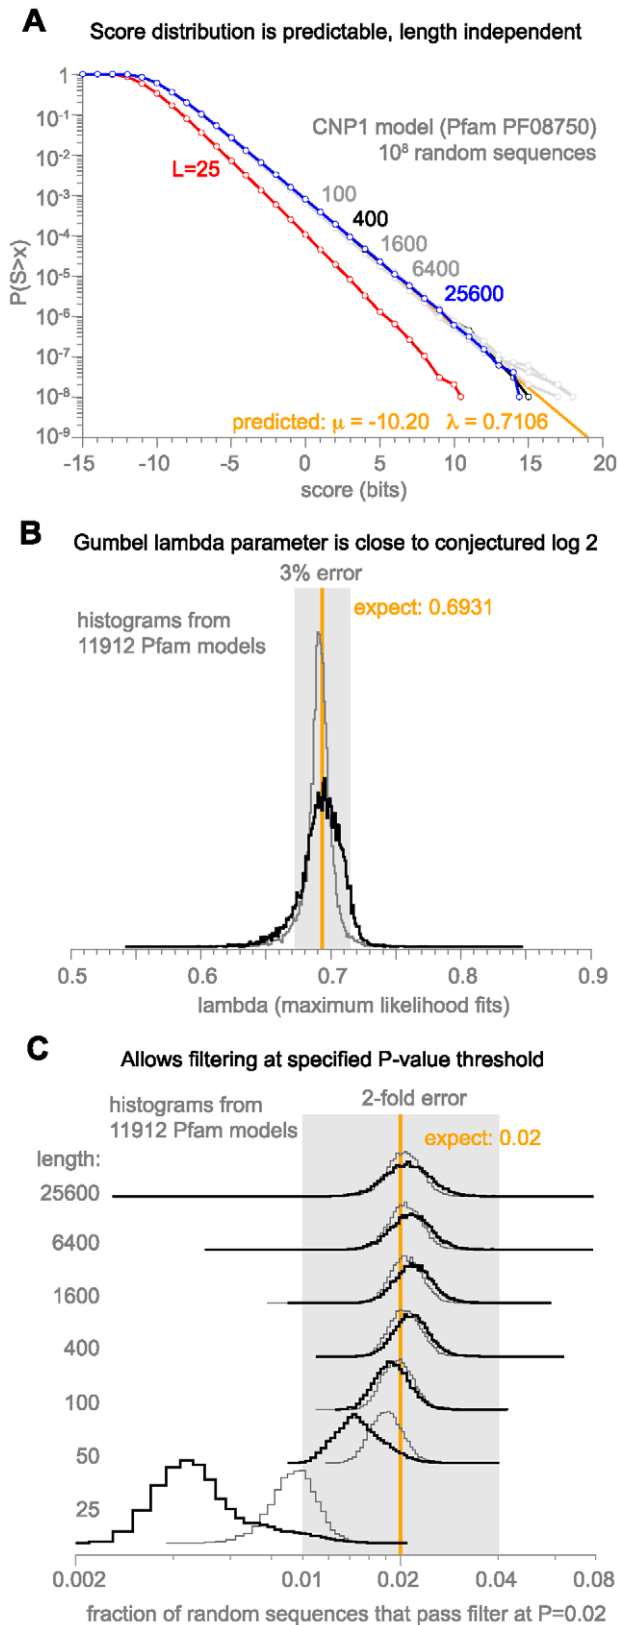 A
Score distribution is predictable, length independent
1
10⁻¹
10⁻²
10⁻³
10⁻⁴
10⁻⁵
10⁻⁶
10⁻⁷
10⁻⁸
10⁻⁹
P(S>x)
CNP1 model (Pfam PF08750)
10⁸ random sequences
L=25
100
400
1600
6400
25600
predicted: μ = -10.20 λ = 0.7106
-15 -10 -5 0 5 10 15 20
score (bits)
B
Gumbel lambda parameter is close to conjectured log 2
3% error
expect: 0.6931
histograms from
11912 Pfam models
0.5 0.6 0.7 0.8 0.9
lambda (maximum likelihood fits)
C
Allows filtering at specified P-value threshold
histograms from
11912 Pfam models
2-fold error
expect: 0.02
length:
25600
6400
1600
400
100
50
25
0.002 0.01 0.02 0.04 0.08
fraction of random sequences that pass filter at P=0.02